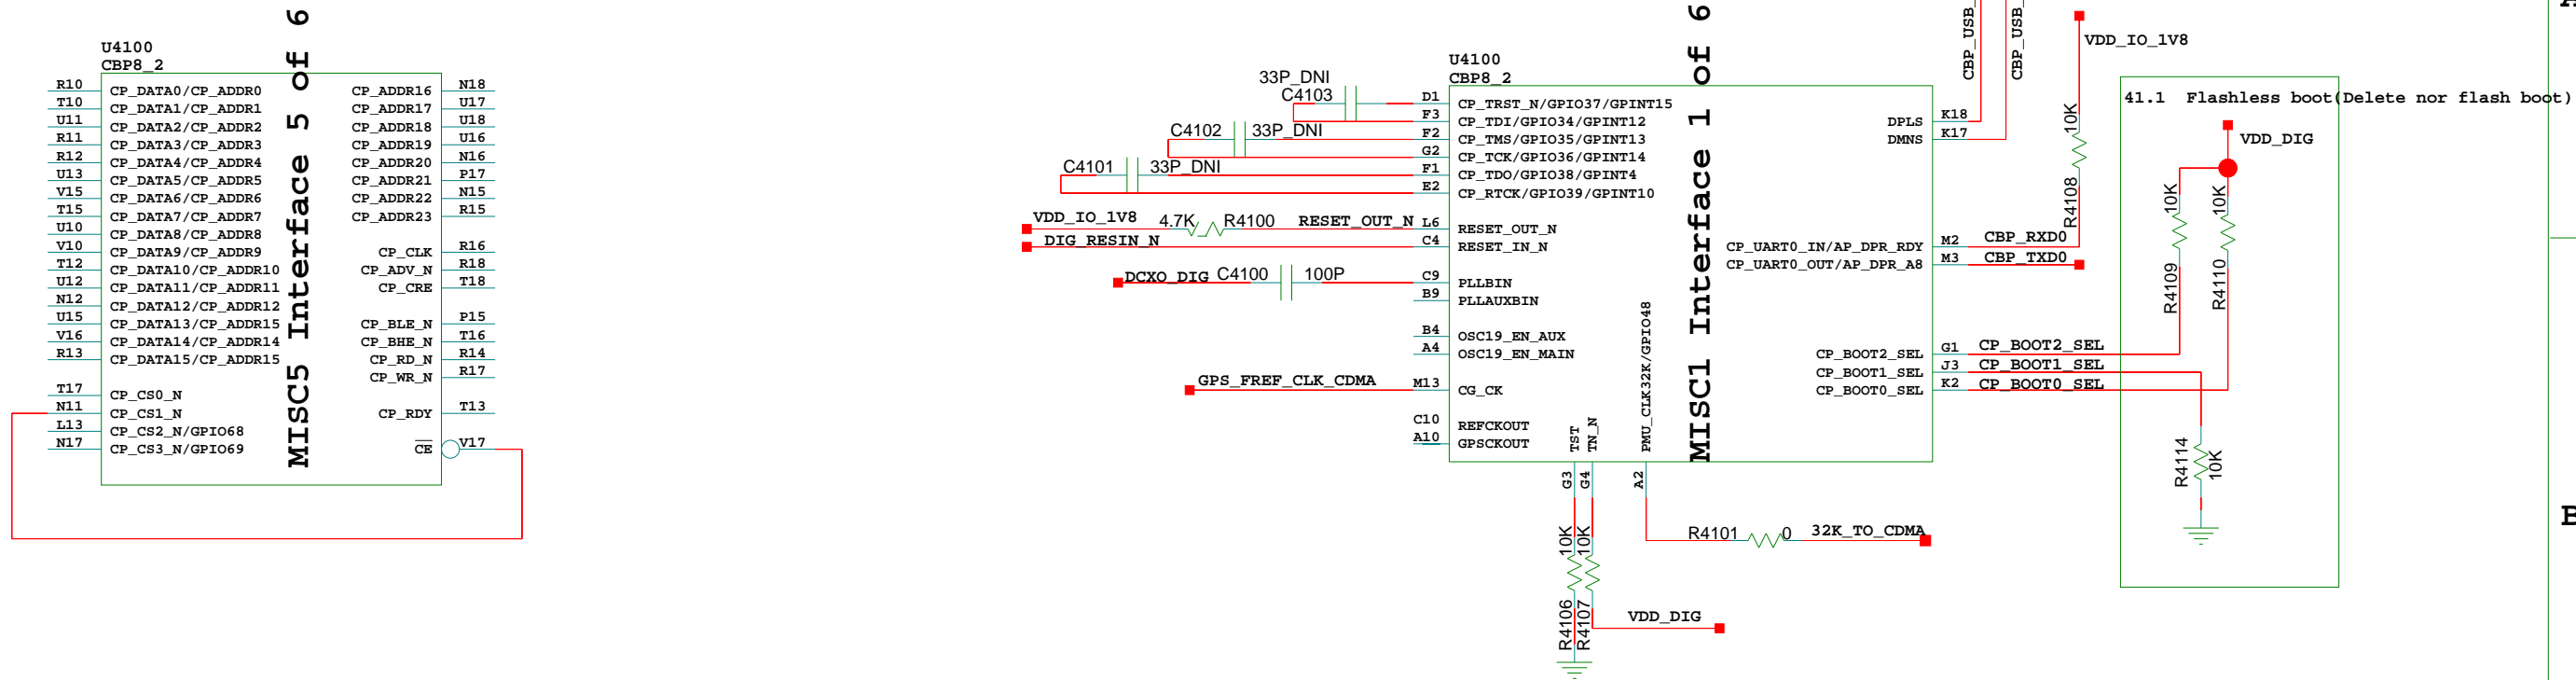 U4100
CBP8_2
MISC5 Interface 5 of 6
R10 CP_DATA0/CP_ADDR0 CP_ADDR16 N18
T10 CP_DATA1/CP_ADDR1 CP_ADDR17 U17
U11 CP_DATA2/CP_ADDR2 CP_ADDR18 U18
R11 CP_DATA3/CP_ADDR3 CP_ADDR19 U16
R12 CP_DATA4/CP_ADDR4 CP_ADDR20 N16
U13 CP_DATA5/CP_ADDR5 CP_ADDR21 P17
V15 CP_DATA6/CP_ADDR6 CP_ADDR22 N15
T15 CP_DATA7/CP_ADDR7 CP_ADDR23 R15
U10 CP_DATA8/CP_ADDR8
V10 CP_DATA9/CP_ADDR9 CP_CLK R16
T12 CP_DATA10/CP_ADDR10 CP_ADV_N R18
U12 CP_DATA11/CP_ADDR11 CP_CRE T18
N12 CP_DATA12/CP_ADDR12
U15 CP_DATA13/CP_ADDR15 CP_BLE_N P15
V16 CP_DATA14/CP_ADDR14 CP_BHE_N T16
R13 CP_DATA15/CP_ADDR15 CP_RD_N R14
CP_WR_N R17
T17 CP_CS0_N
N11 CP_CS1_N CP_RDY T13
L13 CP_CS2_N/GPIO68
N17 CP_CS3_N/GPIO69 CE V17
U4100
CBP8_2
MISC1 Interface 1 of 6
33P_DNI
C4103
D1 CP_TRST_N/GPIO37/GPINT15
F3 CP_TDI/GPIO34/GPINT12
C4102 33P_DNI
F2 CP_TMS/GPIO35/GPINT13
G2 CP_TCK/GPIO36/GPINT14
C4101 33P_DNI
F1 CP_TDO/GPIO38/GPINT4
E2 CP_RTCK/GPIO39/GPINT10
VDD_IO_1V8 4.7K R4100 RESET_OUT_N L6 RESET_OUT_N
DIG_RESIN_N C4 RESET_IN_N
DCXO_DIG C4100 100P C9 PLLBIN
B9 PLLAUXBIN
B4 OSC19_EN_AUX
A4 OSC19_EN_MAIN
GPS_FREF_CLK_CDMA M13 CG_CK
C10 REFCKOUT
A10 GPSCKOUT
TST
TN_N
PMU_CLK32K/GPIO48
G3
G4
A2
10K
10K
R4106
R4107
VDD_DIG
R4101 0 32K_TO_CDMA
CBP_USB_
CBP_USB_
DPLS K18
DMNS K17
VDD_IO_1V8
10K
R4108
CP_UART0_IN/AP_DPR_RDY M2 CBP_RXD0
CP_UART0_OUT/AP_DPR_A8 M3 CBP_TXD0
CP_BOOT2_SEL G1 CP_BOOT2_SEL
CP_BOOT1_SEL J3 CP_BOOT1_SEL
CP_BOOT0_SEL K2 CP_BOOT0_SEL
41.1 Flashless boot(Delete nor flash boot)
VDD_DIG
10K
10K
R4109
R4110
R4114
10K
B